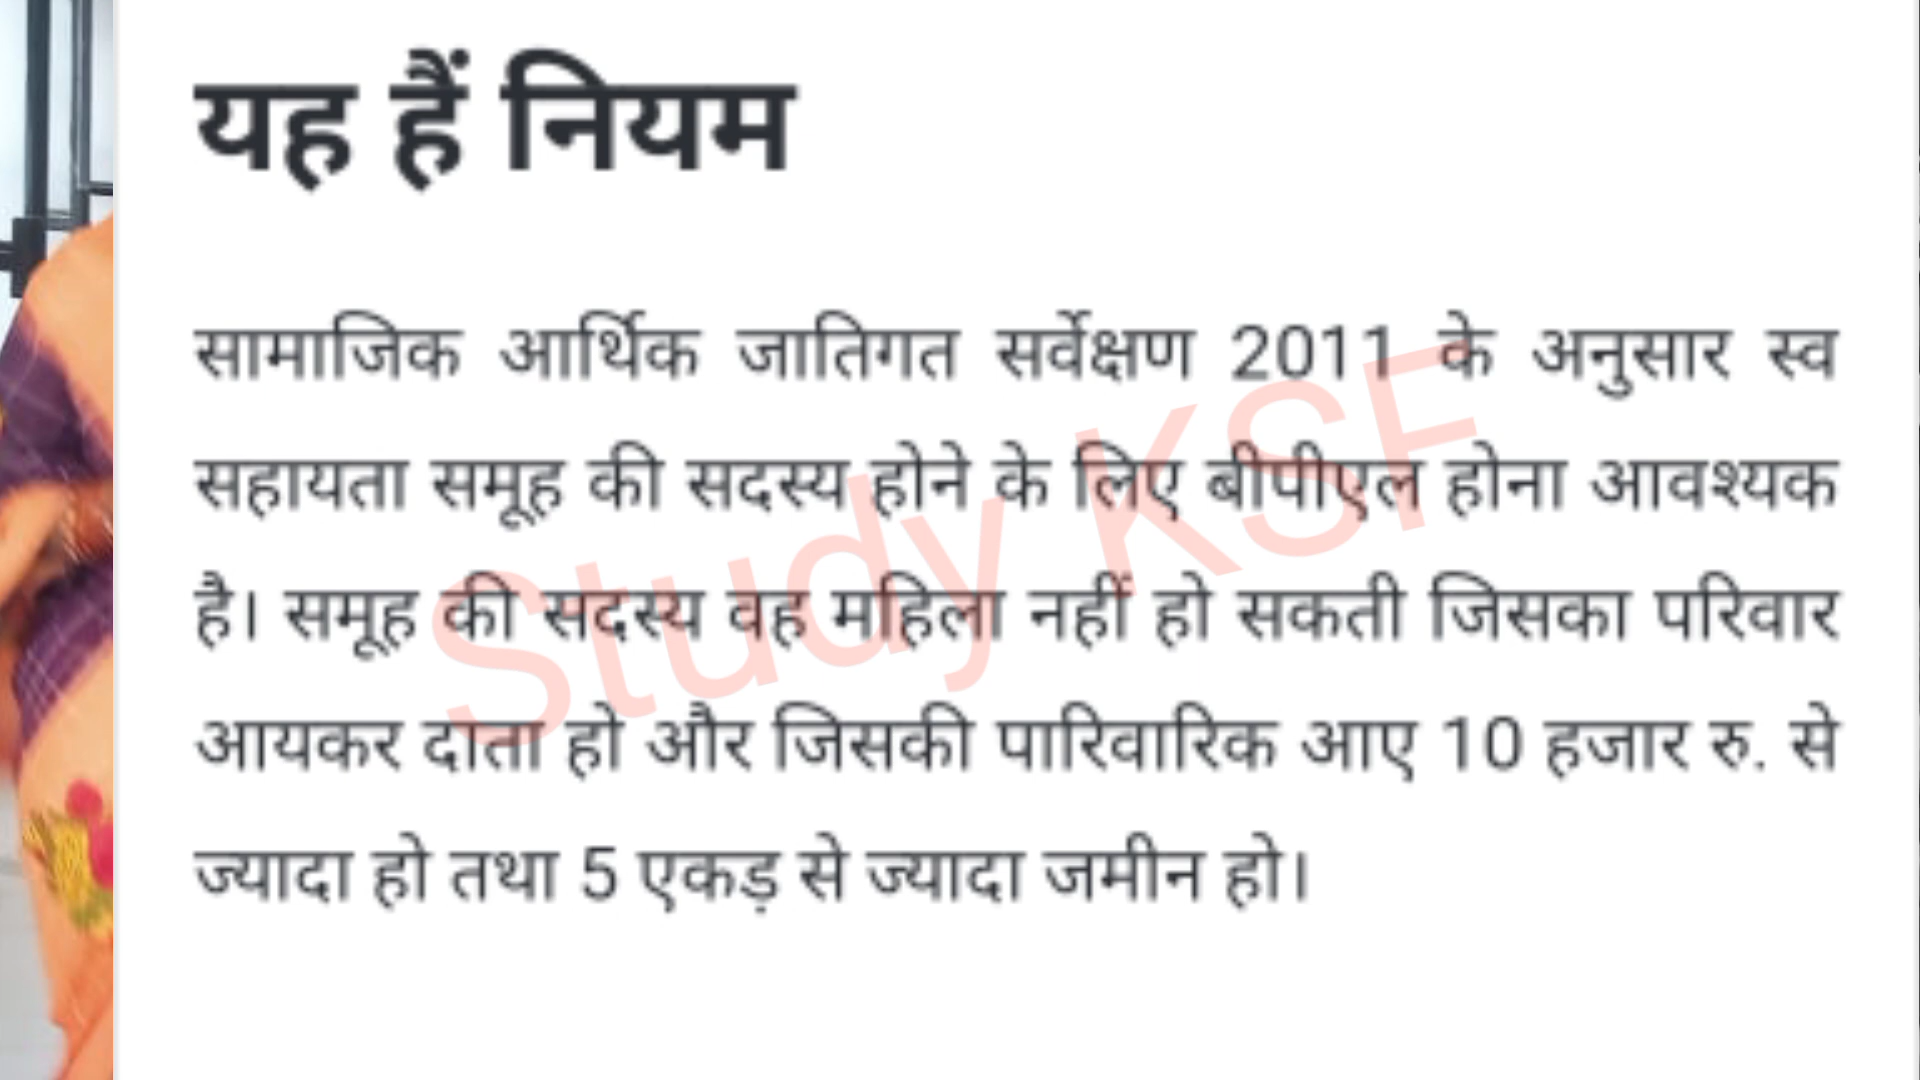 यह हैं नियम
सामाजिक आर्थिक जातिगत सर्वेक्षण 2011 के अनुसार स्व
सहायता समूह की सदस्य होने के लिए बीपीएल होना आवश्यक
है। समूह की सदस्य वह महिला नहीं हो सकती जिसका परिवार
आयकर दाता हो और जिसकी पारिवारिक आए 10 हजार रु. से
ज्यादा हो तथा 5 एकड़ से ज्यादा जमीन हो।
Study KSF